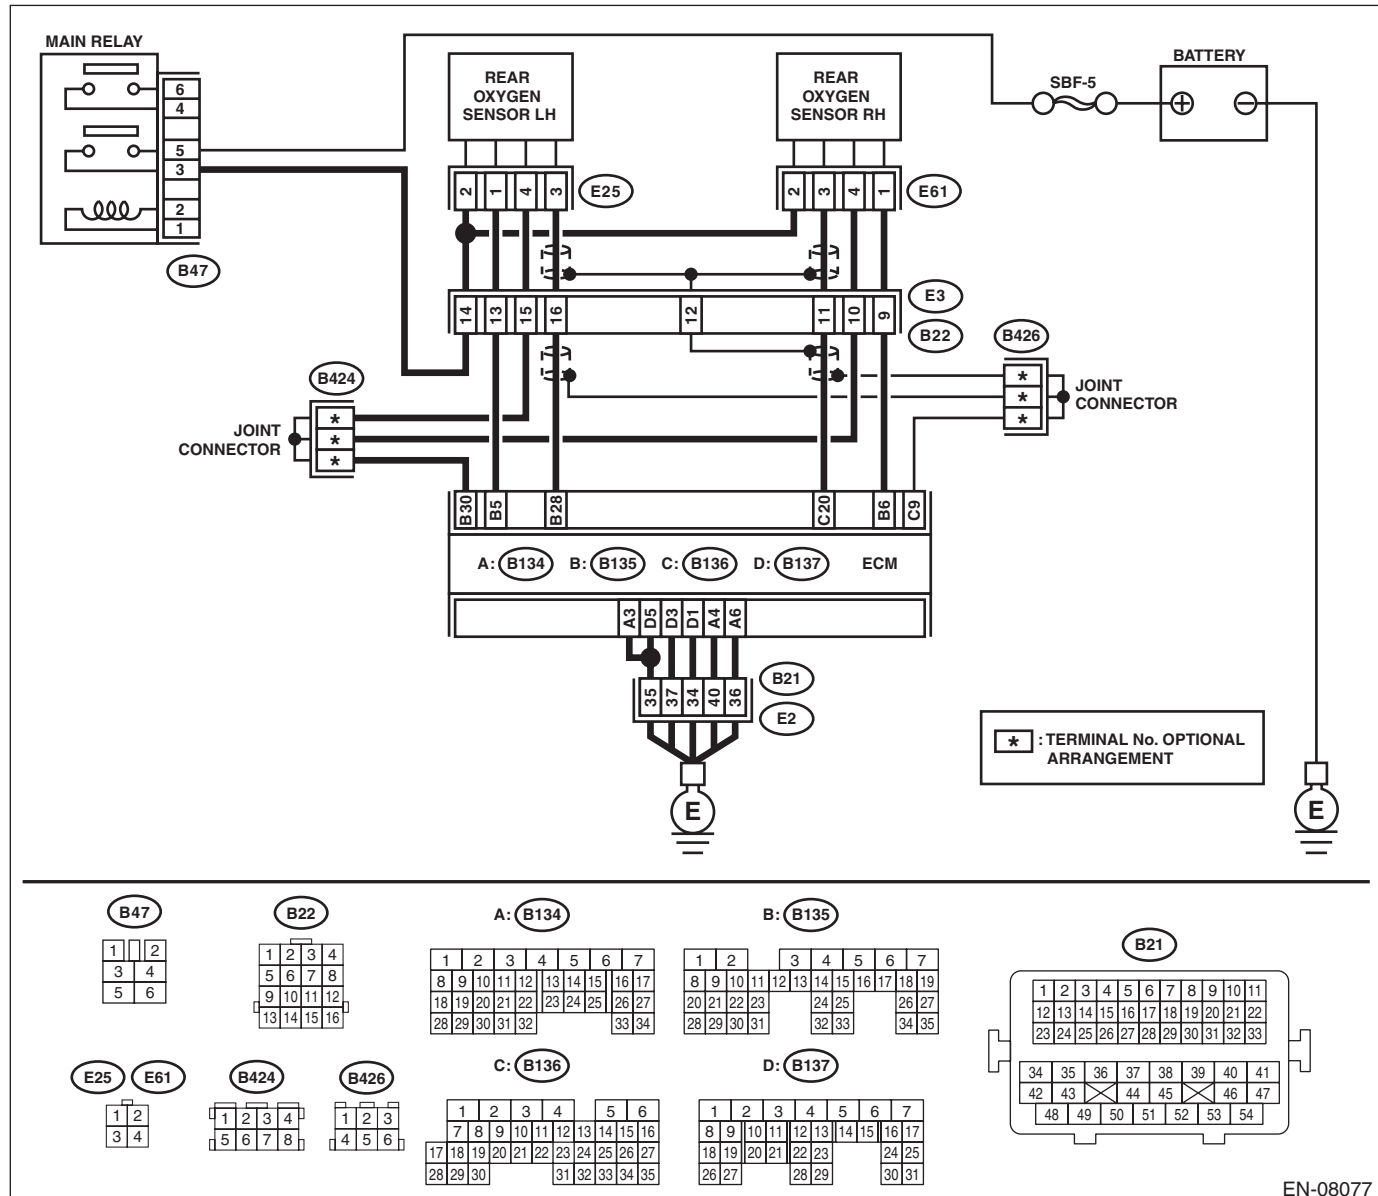 MAIN RELAY
6
4
5
3
2
1
B47
REAR
OXYGEN
SENSOR LH
REAR
OXYGEN
SENSOR RH
SBF-5
BATTERY
2 1 4 3
E25
2 3 4 1
E61
14 13 15 16 12 11 10 9
E3
B22
B426
*
*
*
JOINT
CONNECTOR
B424
*
*
*
JOINT
CONNECTOR
B30 B5 B28 C20 B6 C9
A: B134 B: B135 C: B136 D: B137 ECM
A3 D5 D3 D1 A4 A6
35 37 34 40 36
B21
E2
E
* : TERMINAL No. OPTIONAL
ARRANGEMENT
E
B47
1 2
3 4
5 6
B22
1 2 3 4
5 6 7 8
9 10 11 12
13 14 15 16
A: B134
1 2 3 4 5 6 7
8 9 10 11 12 13 14 15 16 17
18 19 20 21 22 23 24 25 26 27
28 29 30 31 32 33 34
B: B135
1 2 3 4 5 6 7
8 9 10 11 12 13 14 15 16 17 18 19
20 21 22 23 24 25 26 27
28 29 30 31 32 33 34 35
B21
1 2 3 4 5 6 7 8 9 10 11
12 13 14 15 16 17 18 19 20 21 22
23 24 25 26 27 28 29 30 31 32 33
34 35 36 37 38 39 40 41
42 43 44 45 46 47
48 49 50 51 52 53 54
E25 E61
1 2
3 4
B424
1 2 3 4
5 6 7 8
B426
1 2 3
4 5 6
C: B136
1 2 3 4 5 6
7 8 9 10 11 12 13 14 15 16
17 18 19 20 21 22 23 24 25 26 27
28 29 30 31 32 33 34 35
D: B137
1 2 3 4 5 6 7
8 9 10 11 12 13 14 15 16 17
18 19 20 21 22 23 24 25
26 27 28 29 30 31
EN-08077